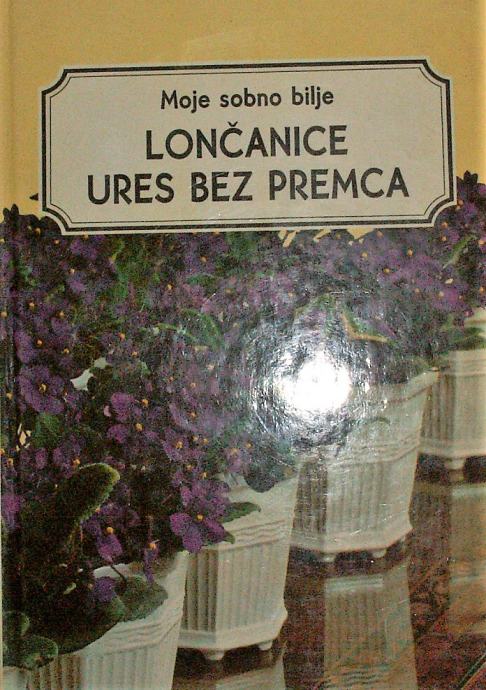 Moje sobno bilje
LONČANICE
URES BEZ PREMCA